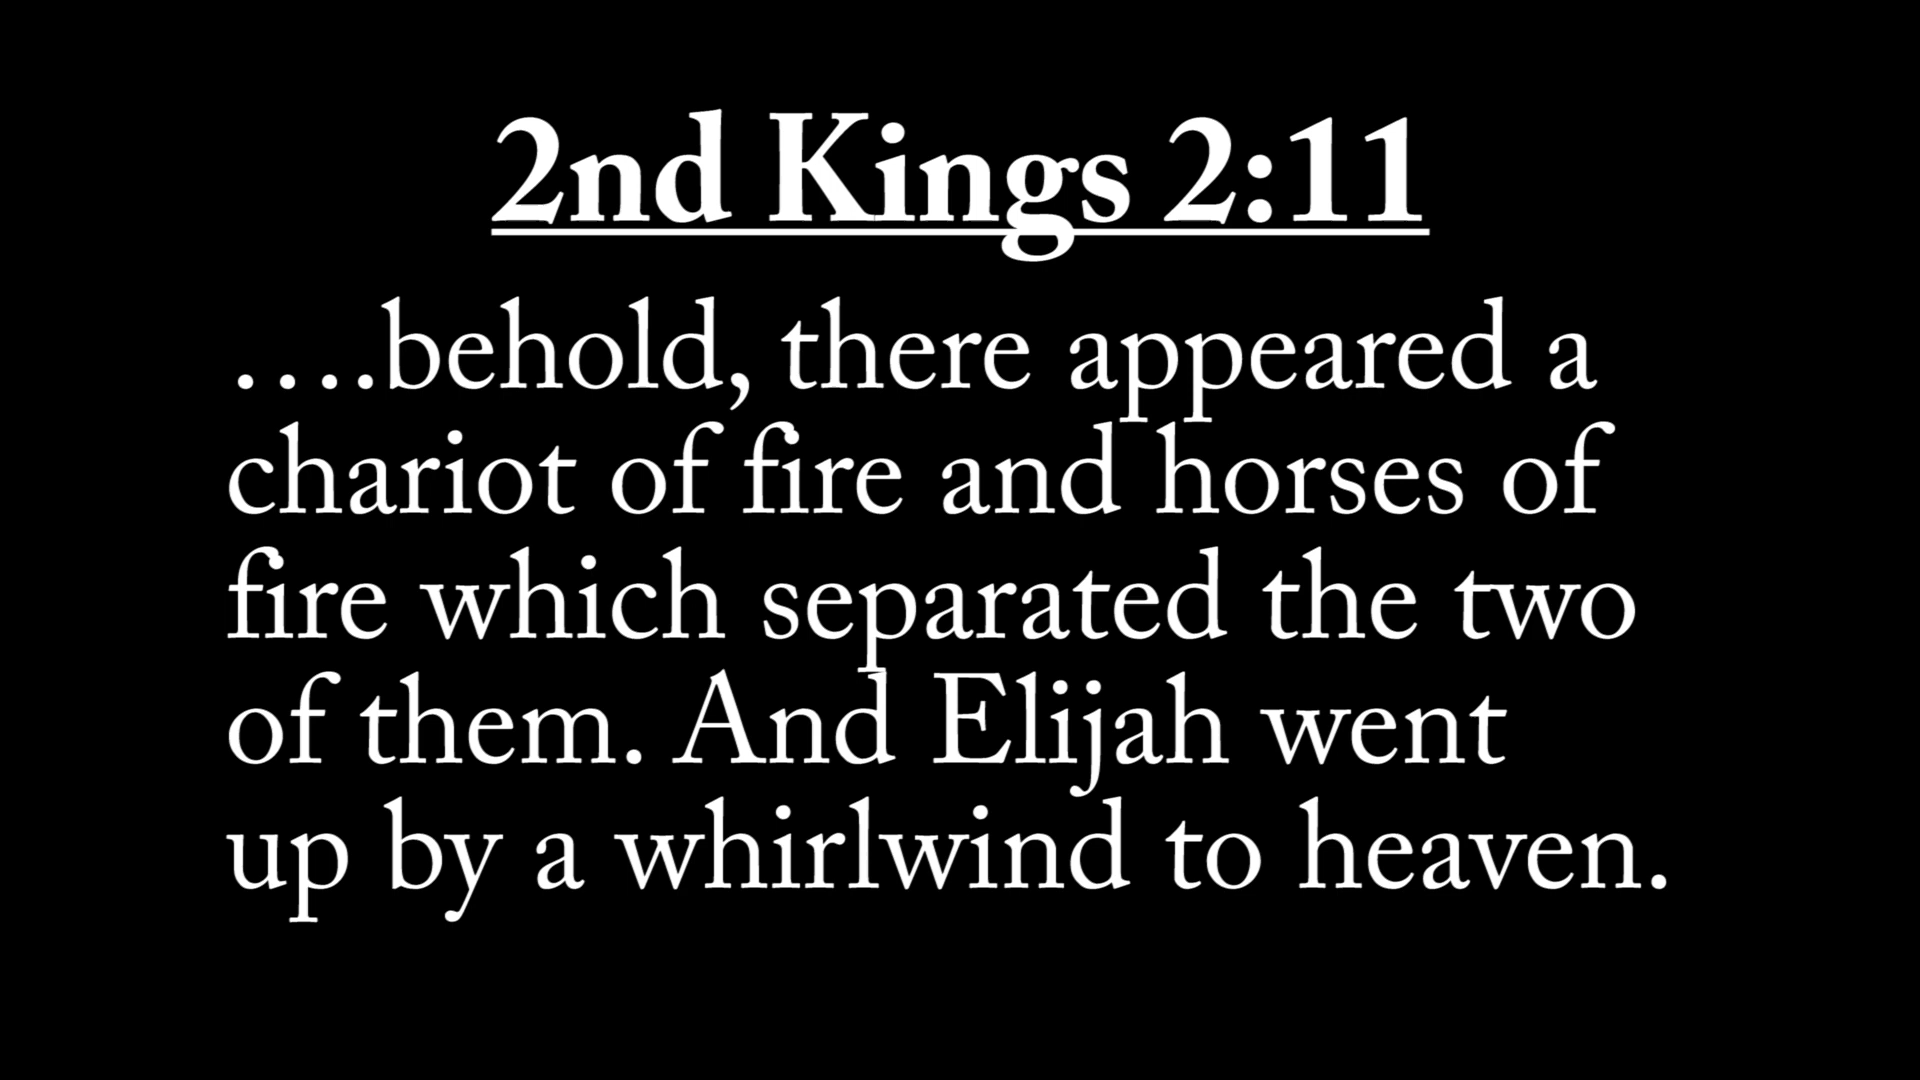 2nd Kings 2:11
....behold, there appeared a
chariot of fire and horses of
fire which separated the two
of them. And Elijah went
up by a whirlwind to heaven.